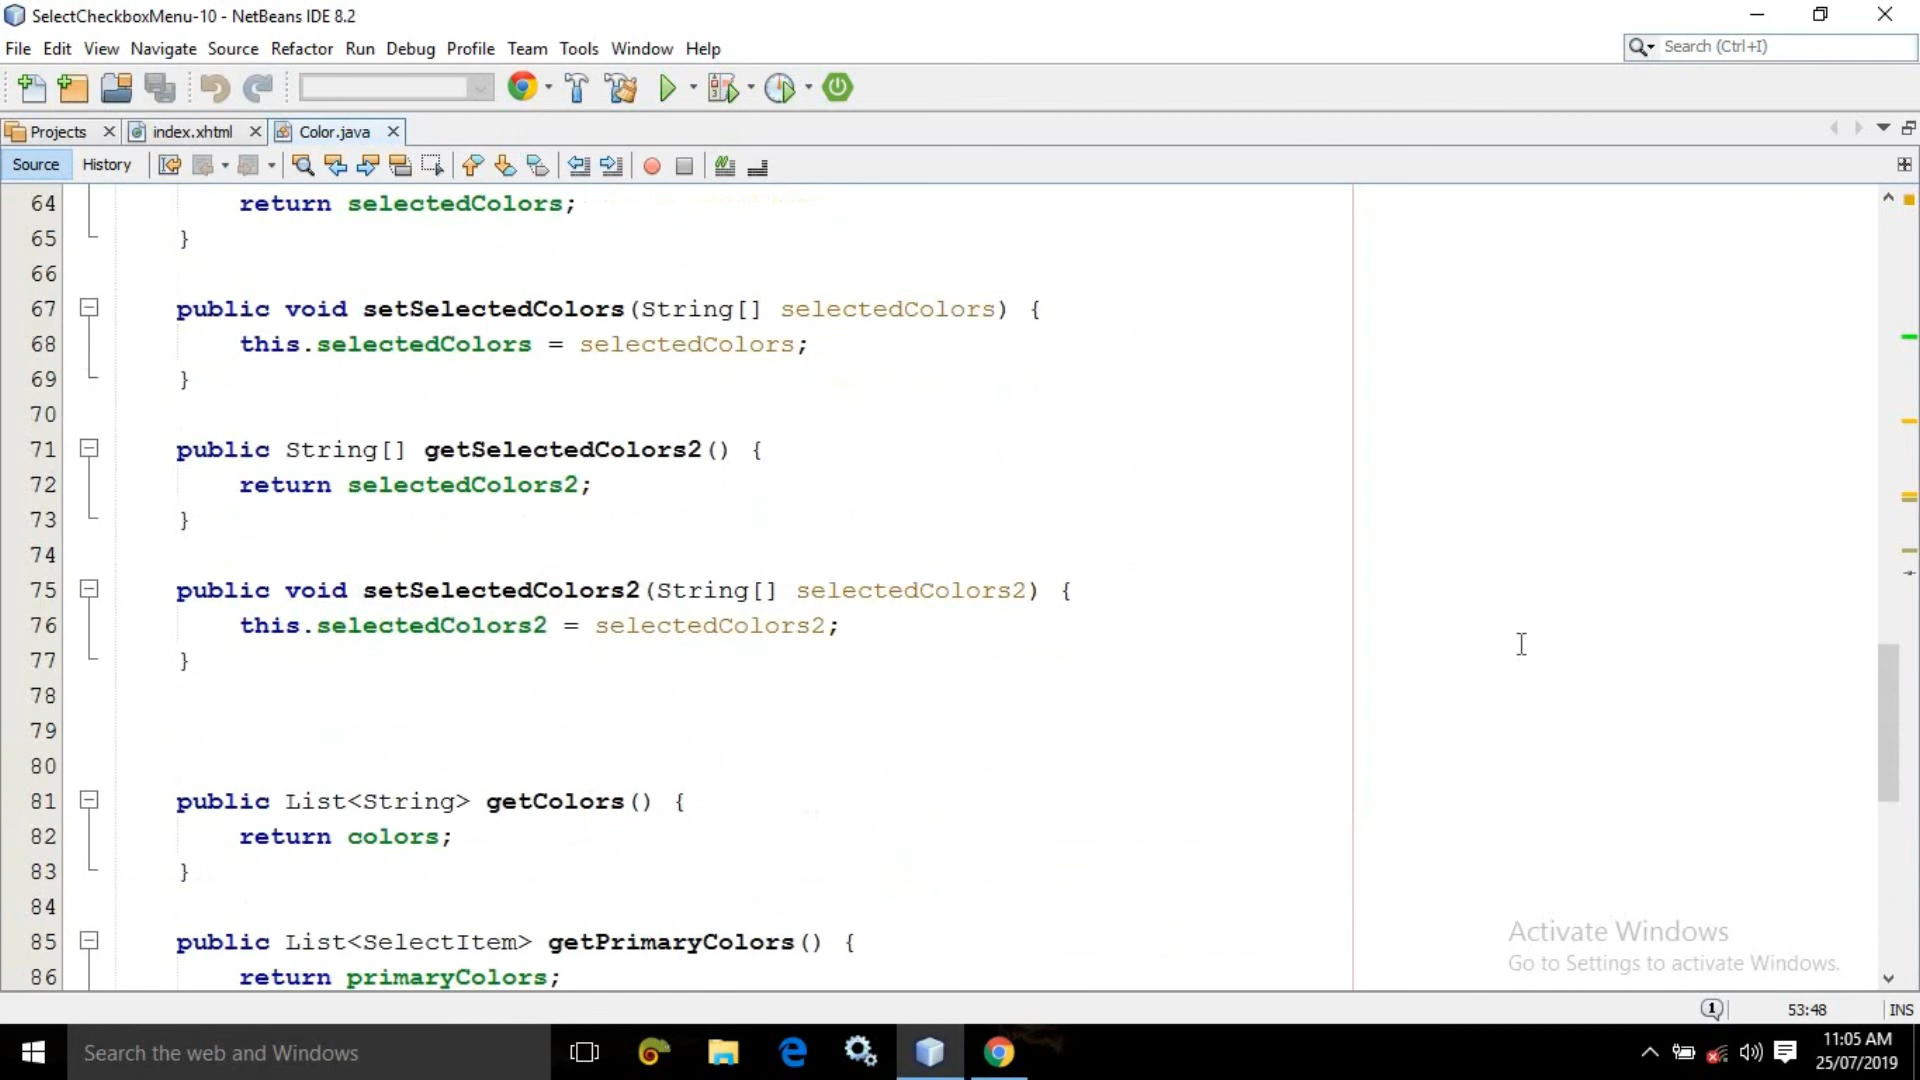 SelectCheckboxMenu-10 - NetBeans IDE 8.2
File Edit View Navigate Source Refactor Run Debug Profile Team Tools Window Help
Search (Ctrl+I)
Projects
index.xhtml
Color.java
Source History
64 return selectedColors;
65 }
66
67 public void setSelectedColors(String[] selectedColors) {
68 this.selectedColors = selectedColors;
69 }
70
71 public String[] getSelectedColors2() {
72 return selectedColors2;
73 }
74
75 public void setSelectedColors2(String[] selectedColors2) {
76 this.selectedColors2 = selectedColors2;
77 }
78
79
80
81 public List<String> getColors() {
82 return colors;
83 }
84
85 public List<SelectItem> getPrimaryColors() {
86 return primaryColors;
Activate Windows
Go to Settings to activate Windows.
1
53:48
INS
Search the web and Windows
11:05 AM
25/07/2019